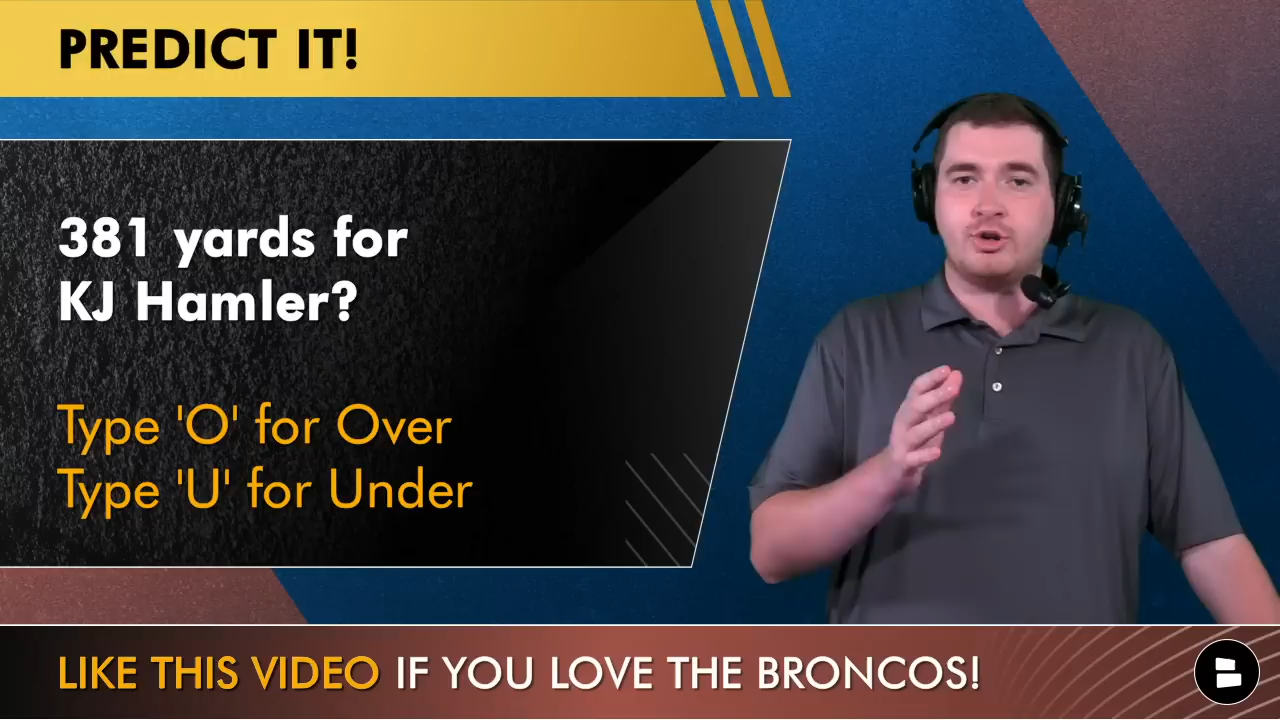 PREDICT IT!
381 yards for
KJ Hamler?
Type 'O' for Over
Type 'U' for Under
LIKE THIS VIDEO IF YOU LOVE THE BRONCOS!